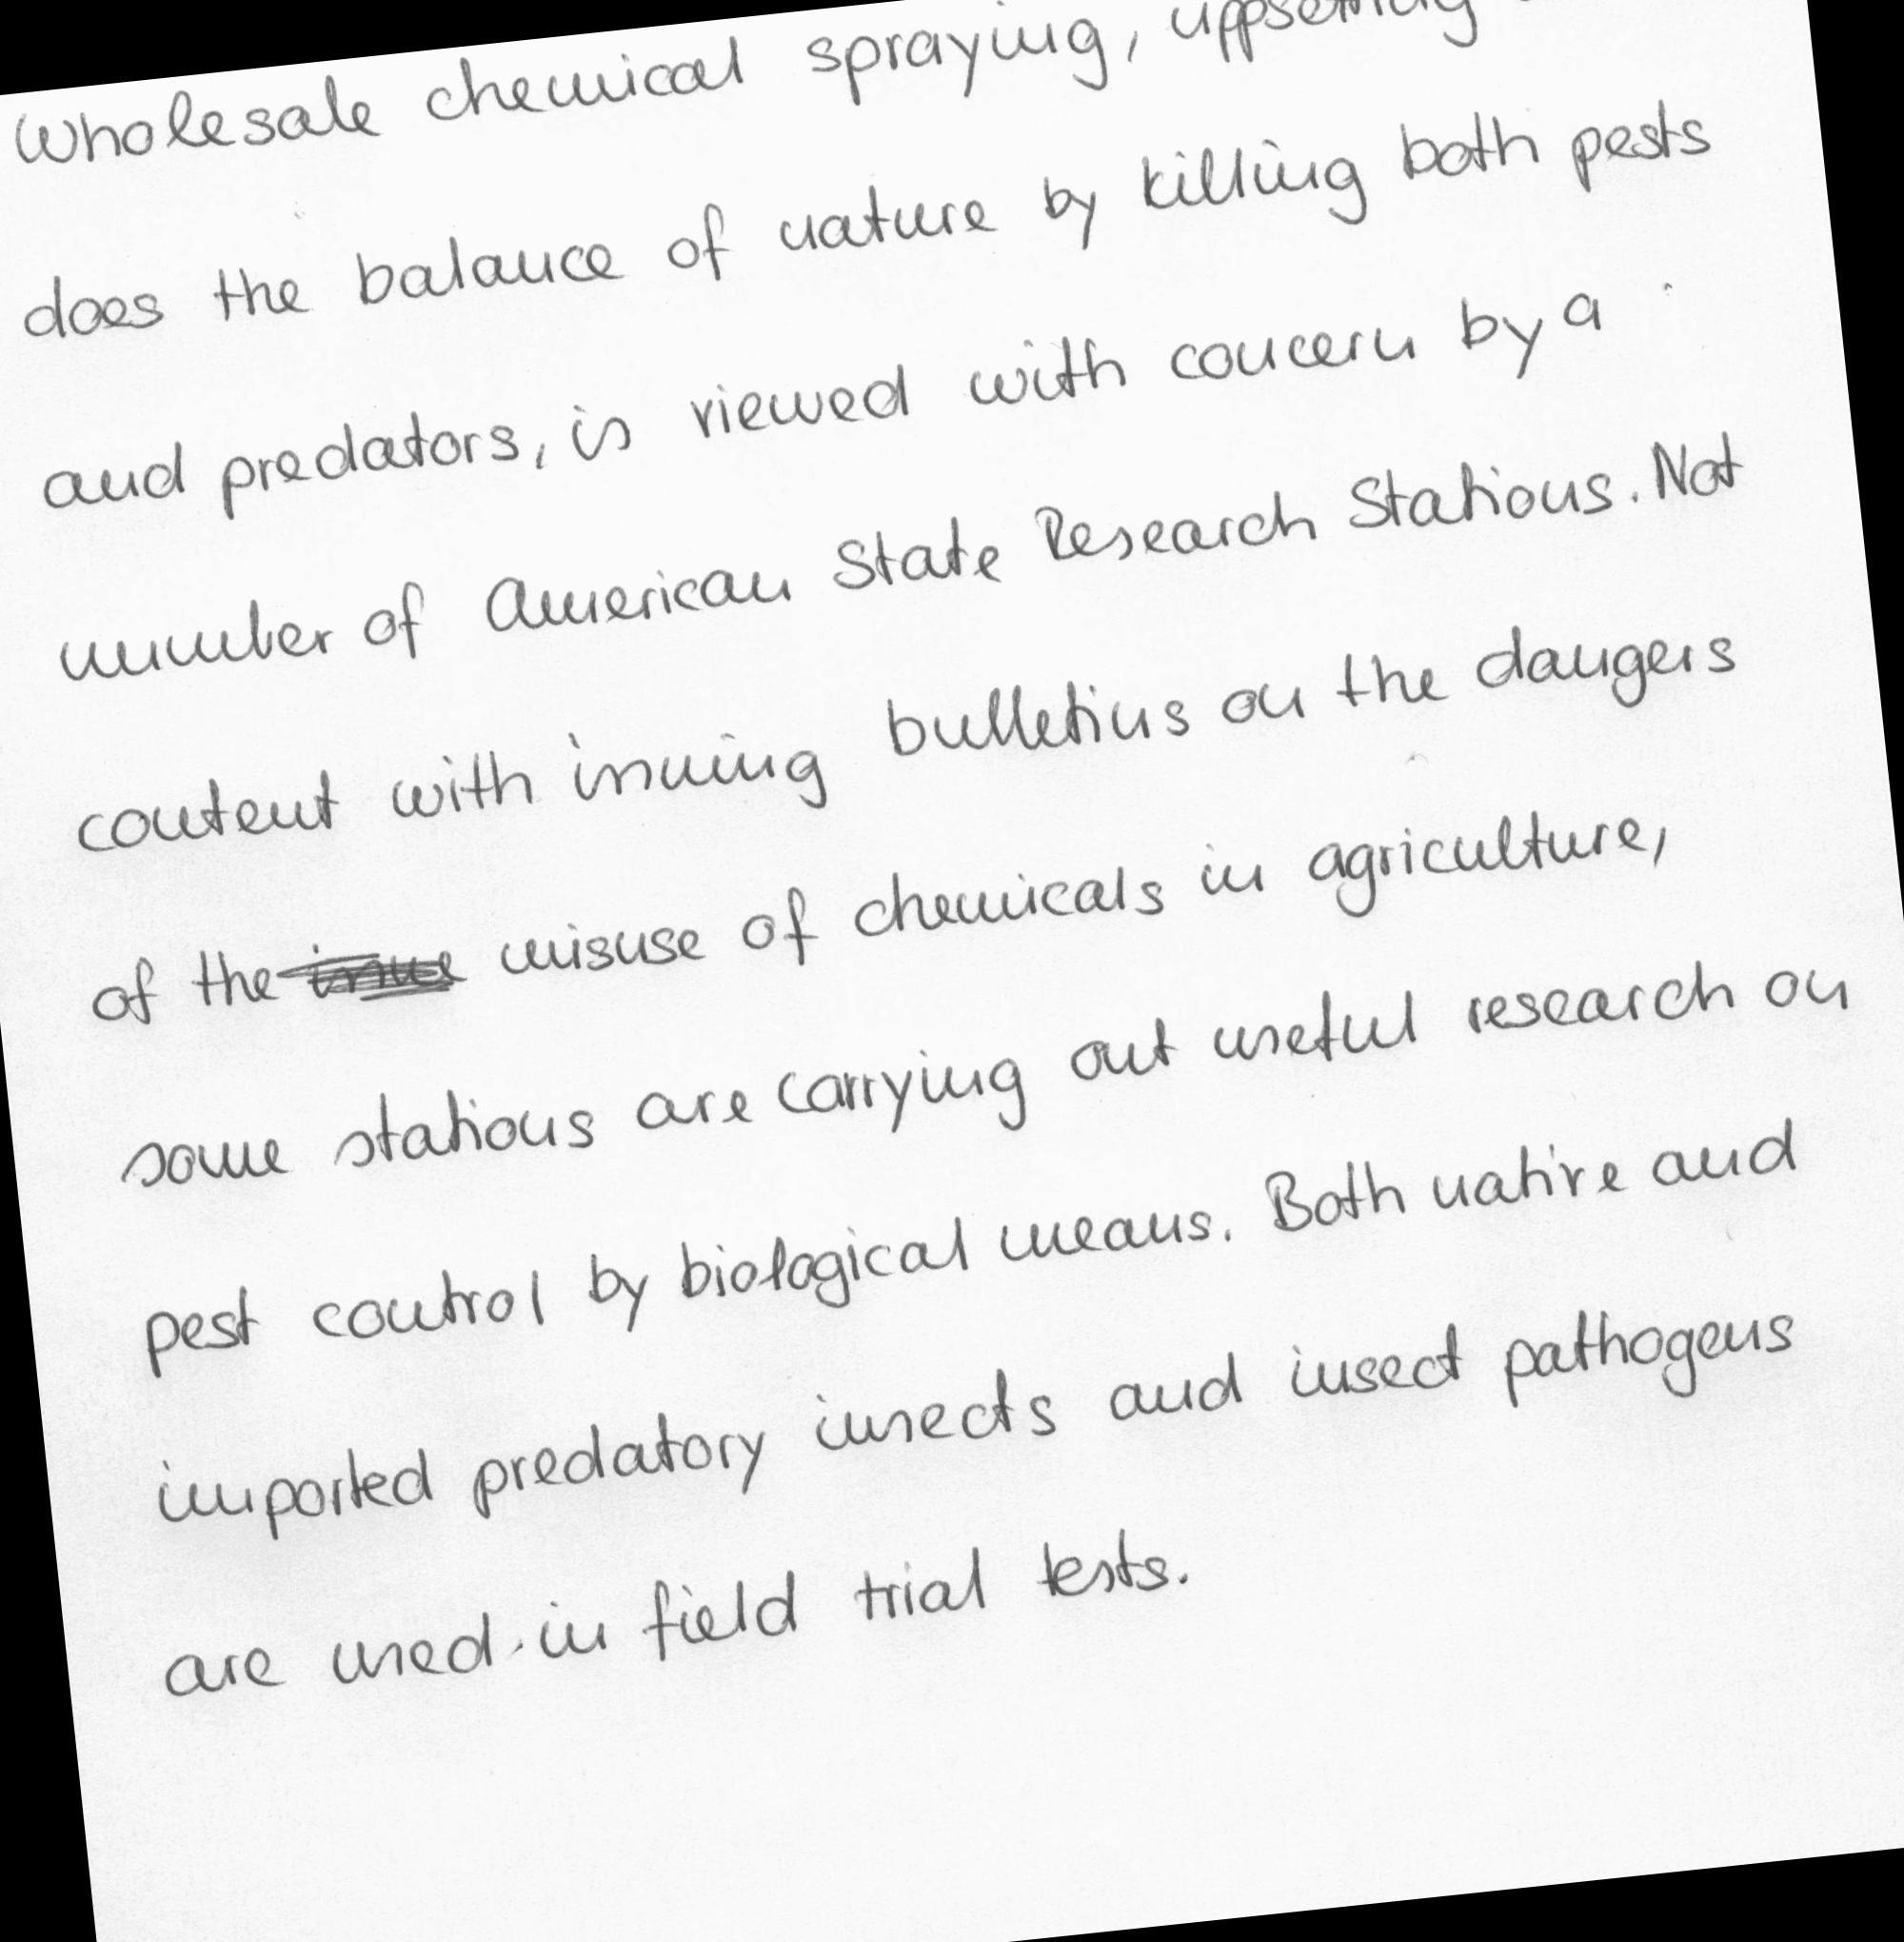 Wholesale chemical spraying, uppsetting
does the balance of nature by killing both pests
and predators, is viewed with concern by a
number of American State Research Stations. Not
content with issuing bulletins on the dangers
of the misuse of chemicals in agriculture,
some stations are carrying out useful research on
pest control by biological means. Both native and
imported predatory insects and insect pathogens
are used in field trial tests.